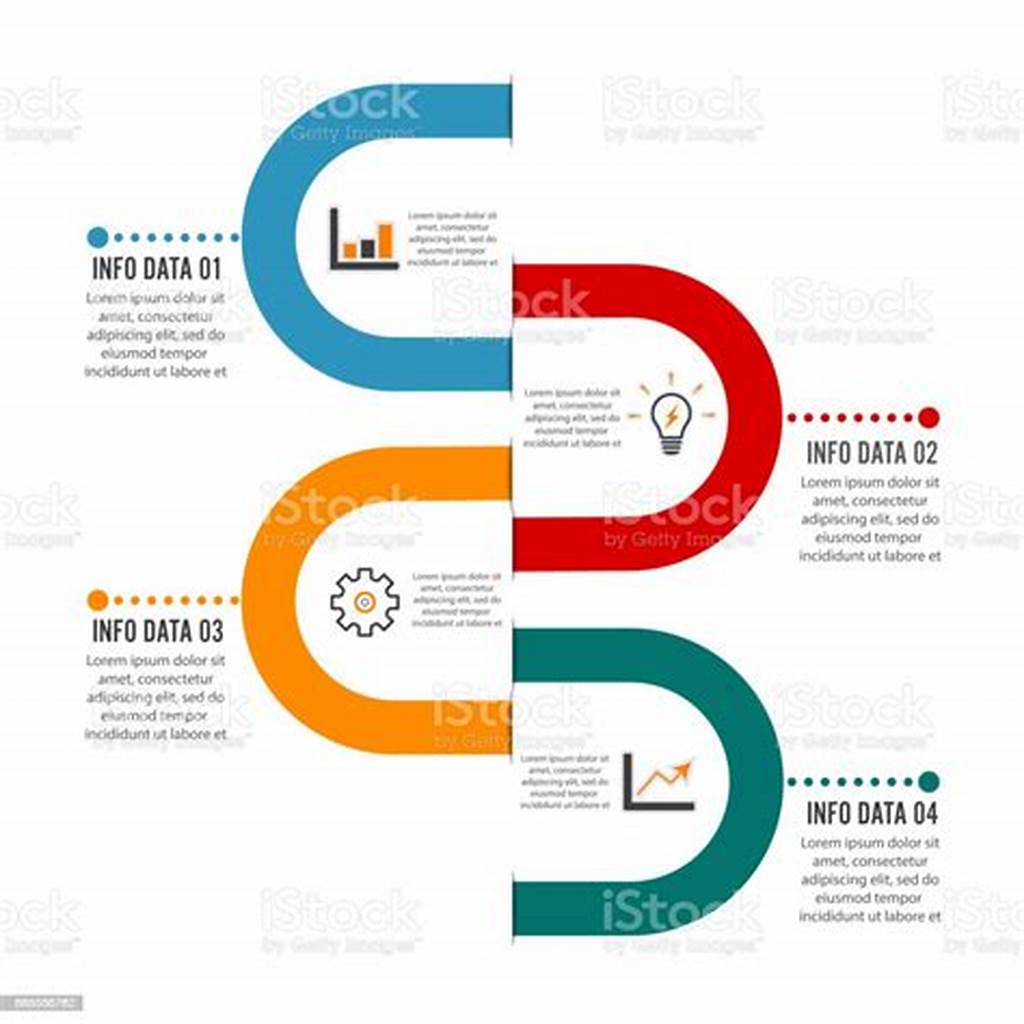 iStock
by Getty Images™
INFO DATA 01
Lorem ipsum dolor sit
amet, consectetur
adipiscing elit, sed do
eiusmod tempor
incididunt ut labore et
Lorem ipsum dolor sit
amet, consectetur
adipiscing elit, sed do
eiusmod tempor
incididunt ut labore et
Lorem ipsum dolor sit
amet, consectetur
adipiscing elit, sed do
eiusmod tempor
incididunt ut labore et
INFO DATA 02
Lorem ipsum dolor sit
amet, consectetur
adipiscing elit, sed do
eiusmod tempor
incididunt ut labore et
INFO DATA 03
Lorem ipsum dolor sit
amet, consectetur
adipiscing elit, sed do
eiusmod tempor
incididunt ut labore et
Lorem ipsum dolor sit
amet, consectetur
adipiscing elit, sed do
eiusmod tempor
incididunt ut labore et
Lorem ipsum dolor sit
amet, consectetur
adipiscing elit, sed do
eiusmod tempor
incididunt ut labore et
INFO DATA 04
Lorem ipsum dolor sit
amet, consectetur
adipiscing elit, sed do
eiusmod tempor
incididunt ut labore et